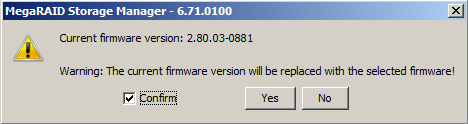 MegaRAID Storage Manager - 6.71.0100
Current firmware version: 2.80.03-0881
Warning: The current firmware version will be replaced with the selected firmware!
Confirm Yes No